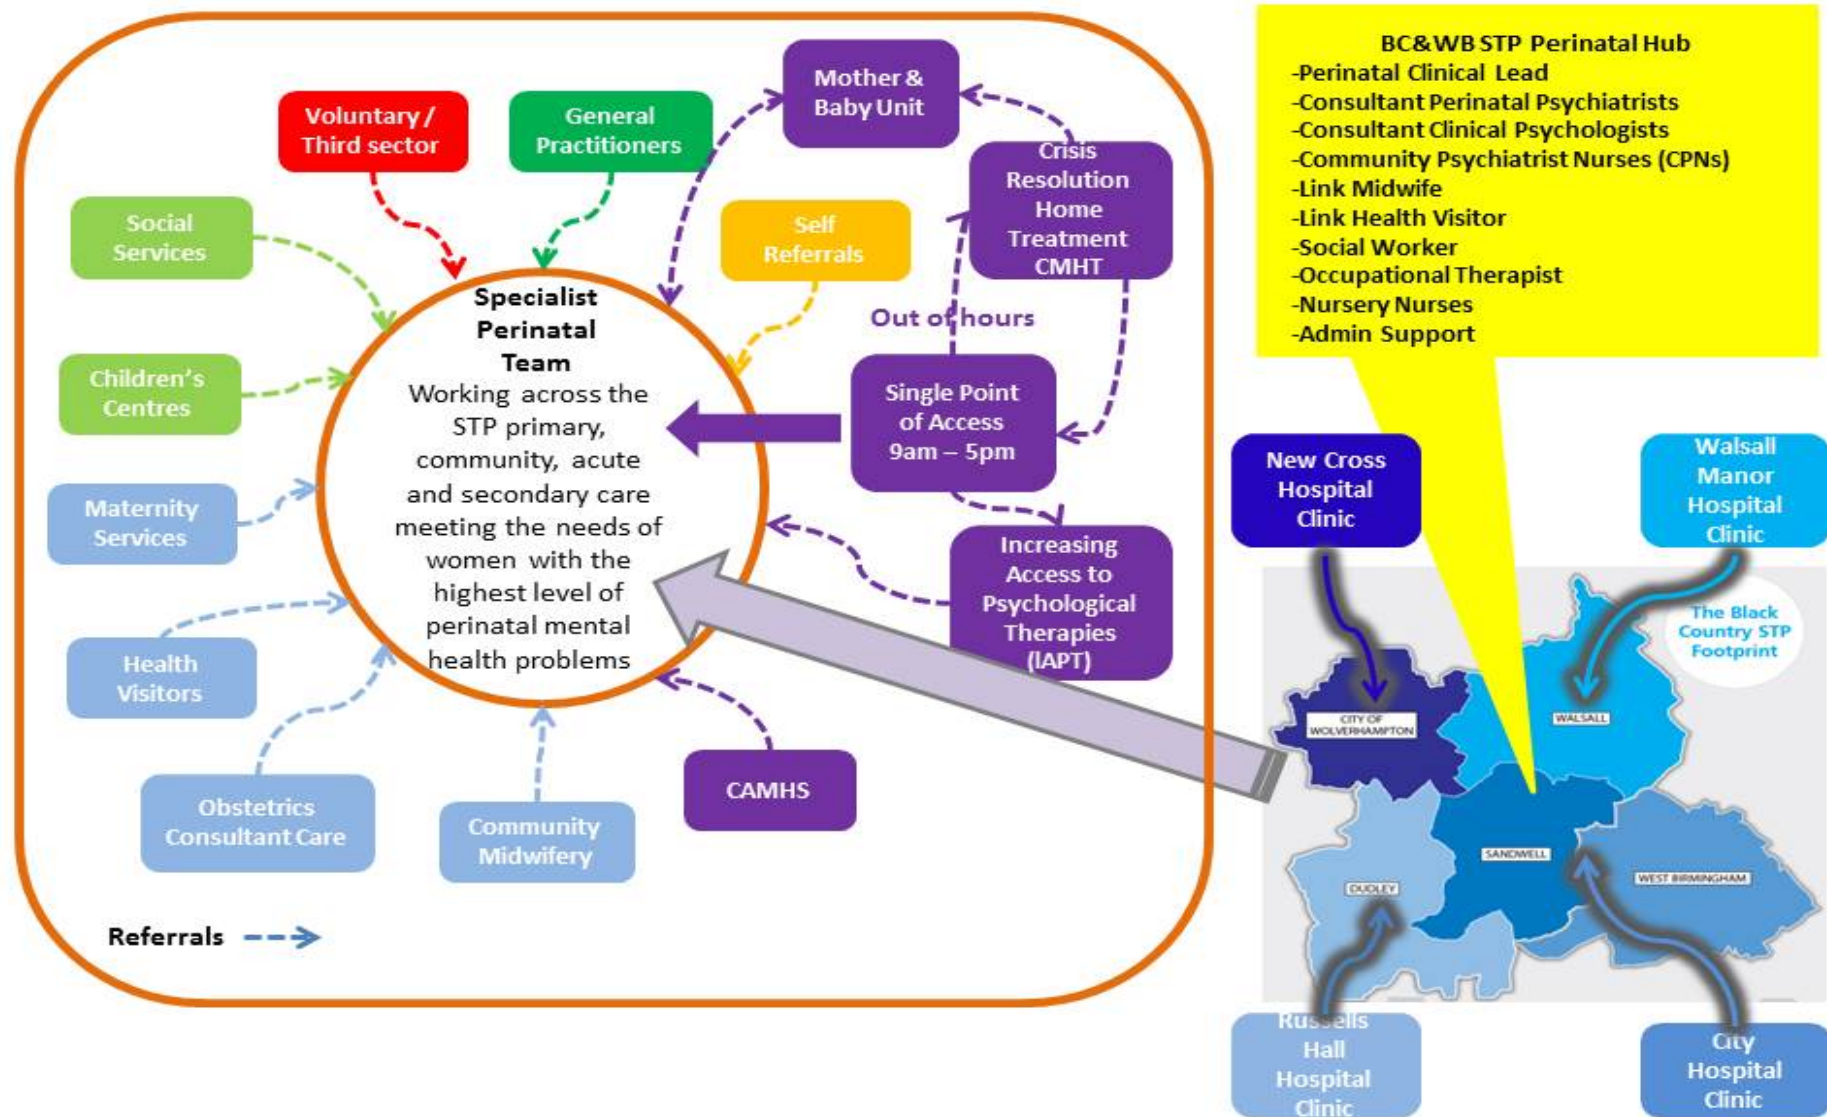 Mother &
Baby Unit
Voluntary /
Third sector
General
Practitioners
Crisis
Resolution
Home
Treatment
CMHT
Social
Services
Self
Referrals
Out of hours
Children's
Centres
Single Point
of Access
9am – 5pm
Specialist
Perinatal
Team
Working across the
STP primary,
community, acute
and secondary care
meeting the needs of
women with the
highest level of
perinatal mental
health problems
Maternity
Services
Increasing
Access to
Psychological
Therapies
(IAPT)
Health
Visitors
CAMHS
Obstetrics
Consultant Care
Community
Midwifery
Referrals
BC&WB STP Perinatal Hub
-Perinatal Clinical Lead
-Consultant Perinatal Psychiatrists
-Consultant Clinical Psychologists
-Community Psychiatrist Nurses (CPNs)
-Link Midwife
-Link Health Visitor
-Social Worker
-Occupational Therapist
-Nursery Nurses
-Admin Support
New Cross
Hospital
Clinic
Walsall
Manor
Hospital
Clinic
The Black
Country STP
Footprint
CITY OF
WOLVERHAMPTON
WALSALL
SANDWELL
DUDLEY
WEST BIRMINGHAM
Russells
Hall
Hospital
Clinic
City
Hospital
Clinic